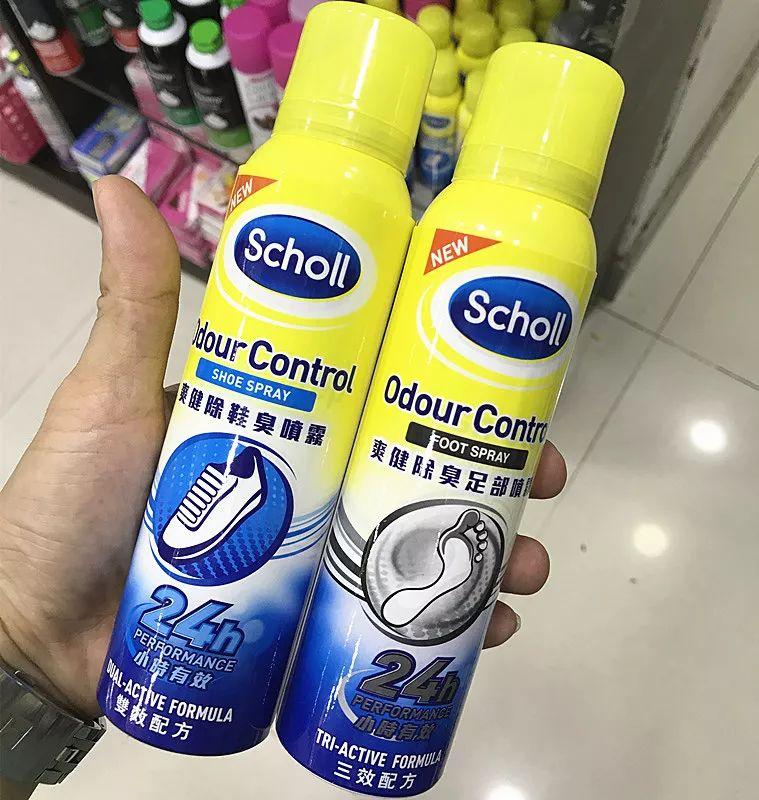 NEW
Scholl
Odour Control
SHOE SPRAY
爽健除鞋臭噴霧
24h
PERFORMANCE
小時有效
DUAL-ACTIVE FORMULA
雙效配方
NEW
Scholl
Odour Contro
FOOT SPRAY
爽健除臭足部噴霧
24h
PERFORMANCE
小時有效
TRI-ACTIVE FORMULA
三效配方